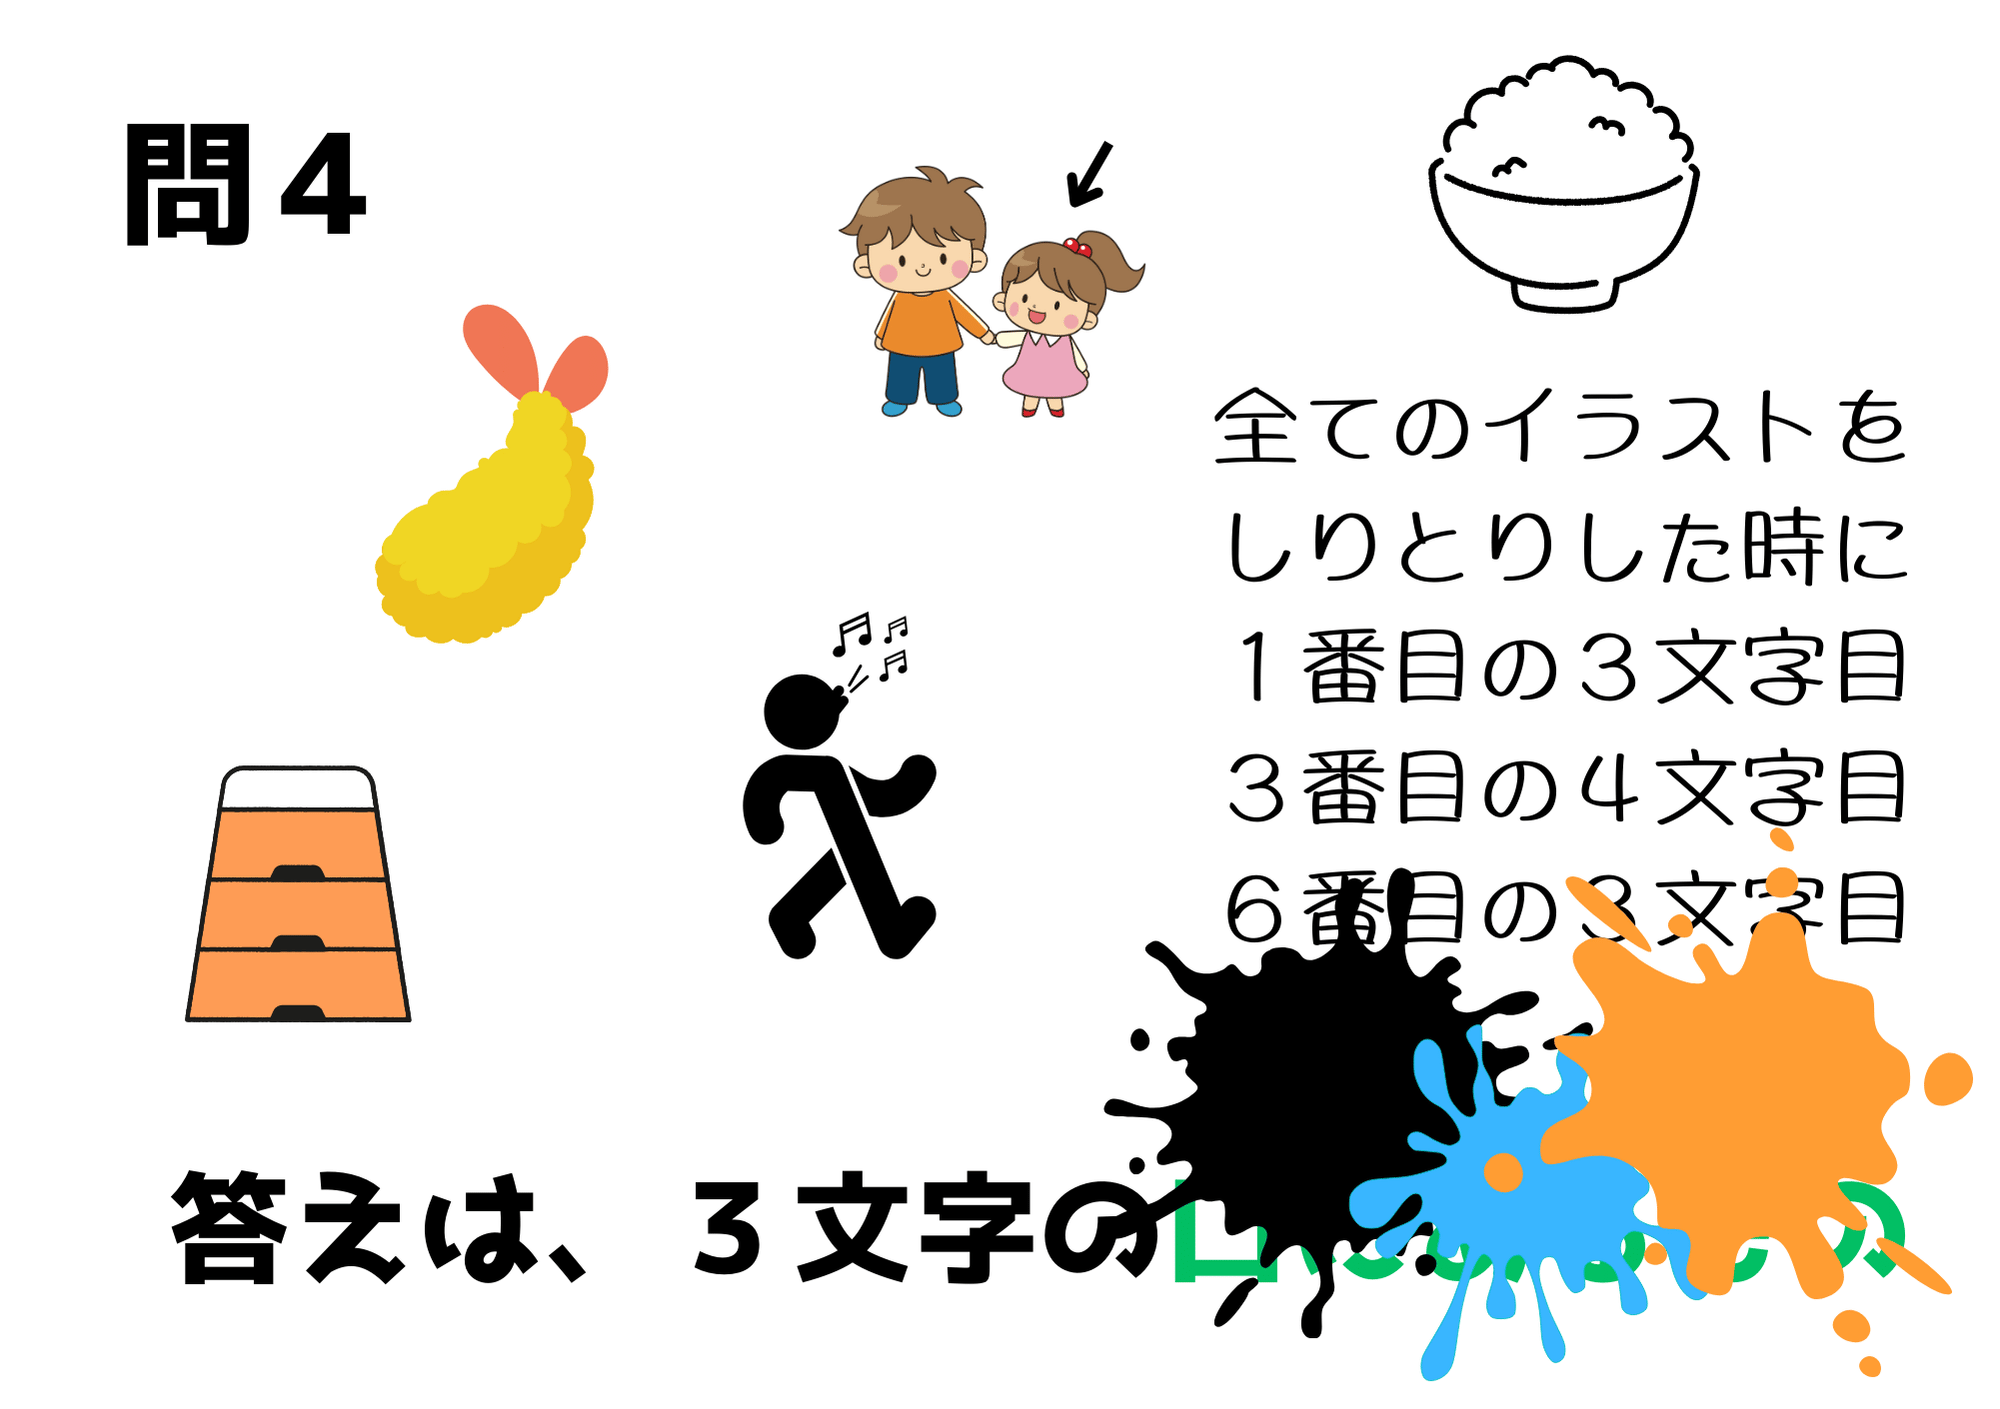 問４
全てのイラストを
しりとりした時に
１番目の３文字目
３番目の４文字目
６番目の３文字目
答えは、３文字の